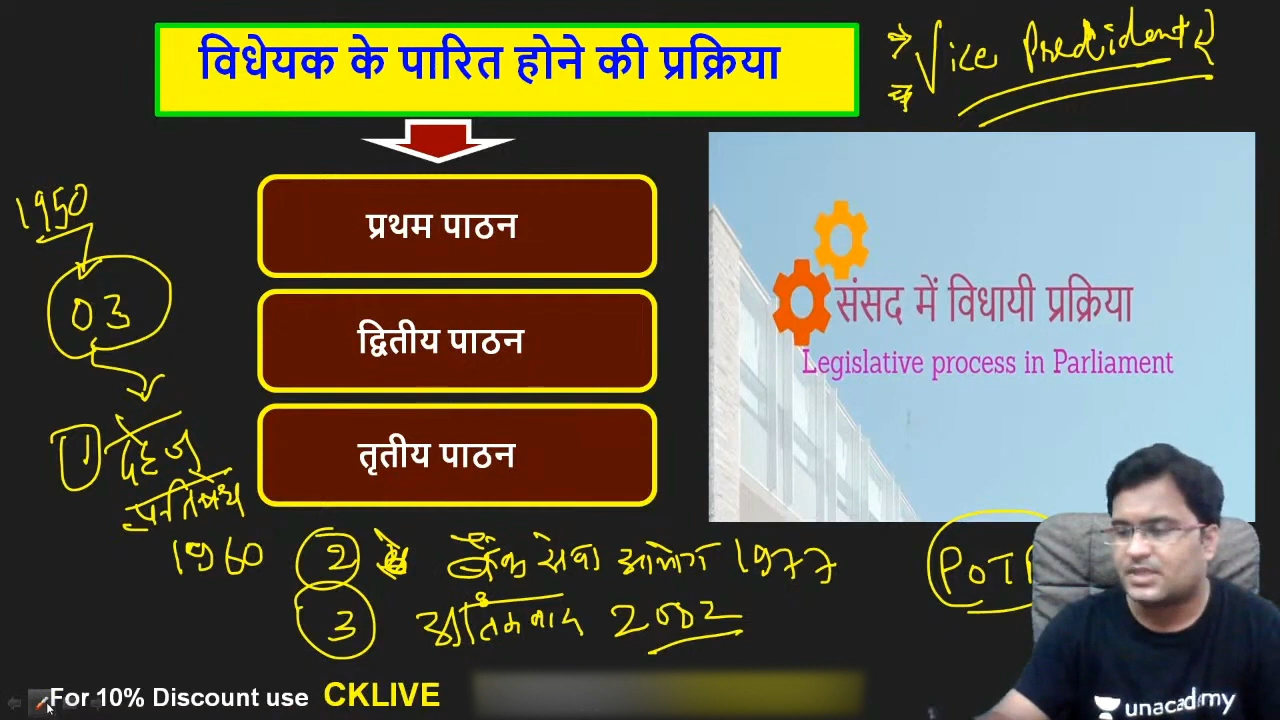 विधेयक के पारित होने की प्रक्रिया
Vice President
1950
03
प्रथम पाठन
द्वितीय पाठन
तृतीय पाठन
संसद में विधायी प्रक्रिया
Legislative process in Parliament
1 दहेज
प्रतिबंध
1960
2 बैंक सेवा आयोग 1977
3 आतंकवाद 2002
POT
For 10% Discount use CKLIVE
unacademy